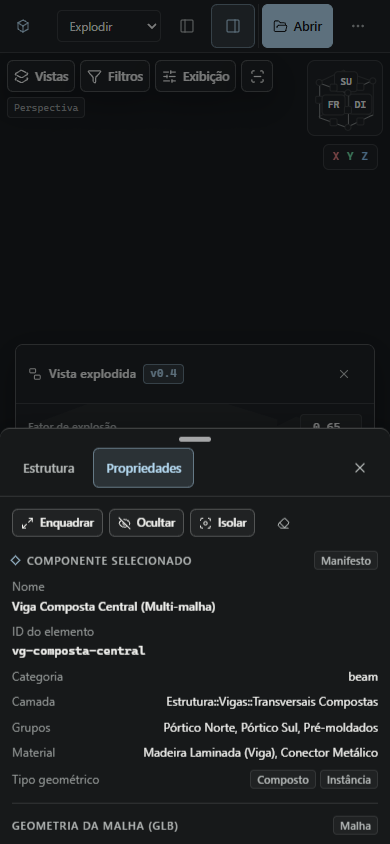 Explodir
Abrir
Vistas
Filtros
Exibição
SU
FR
DI
Perspectiva
X Y Z
Vista explodida
v0.4
Fator de explosão
0.65
Estrutura
Propriedades
Enquadrar
Ocultar
Isolar
COMPONENTE SELECIONADO
Manifesto
Nome
Viga Composta Central (Multi-malha)
ID do elemento
vg-composta-central
Categoria
beam
Camada
Estrutura::Vigas::Transversais Compostas
Grupos
Pórtico Norte, Pórtico Sul, Pré-moldados
Material
Madeira Laminada (Viga), Conector Metálico
Tipo geométrico
Composto
Instância
GEOMETRIA DA MALHA (GLB)
Malha